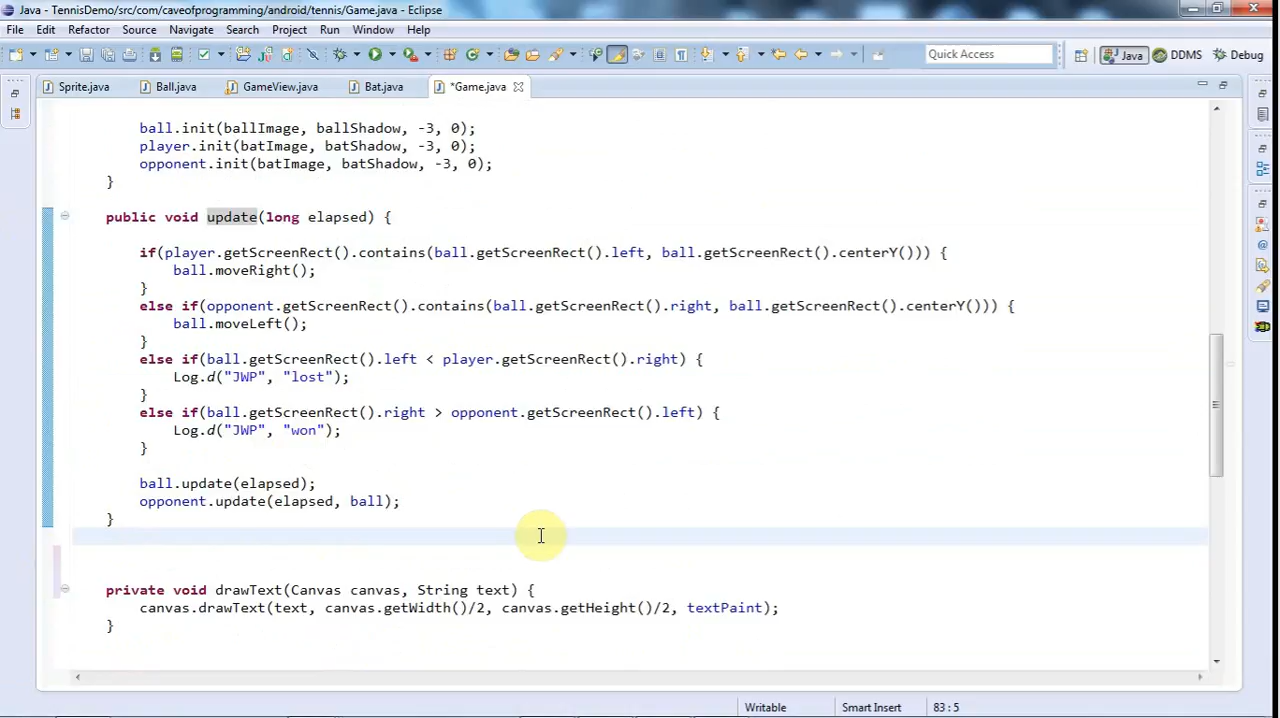 Java - TennisDemo/src/com/caveofprogramming/android/tennis/Game.java - Eclipse
File Edit Refactor Source Navigate Search Project Run Window Help
Quick Access Java DDMS Debug
Sprite.java Ball.java GameView.java Bat.java *Game.java
ball.init(ballImage, ballShadow, -3, 0);
player.init(batImage, batShadow, -3, 0);
opponent.init(batImage, batShadow, -3, 0);
}
public void update(long elapsed) {
if(player.getScreenRect().contains(ball.getScreenRect().left, ball.getScreenRect().centerY())) {
ball.moveRight();
}
else if(opponent.getScreenRect().contains(ball.getScreenRect().right, ball.getScreenRect().centerY())) {
ball.moveLeft();
}
else if(ball.getScreenRect().left < player.getScreenRect().right) {
Log.d("JWP", "lost");
}
else if(ball.getScreenRect().right > opponent.getScreenRect().left) {
Log.d("JWP", "won");
}
ball.update(elapsed);
opponent.update(elapsed, ball);
}
private void drawText(Canvas canvas, String text) {
canvas.drawText(text, canvas.getWidth()/2, canvas.getHeight()/2, textPaint);
}
Writable Smart Insert 83 : 5